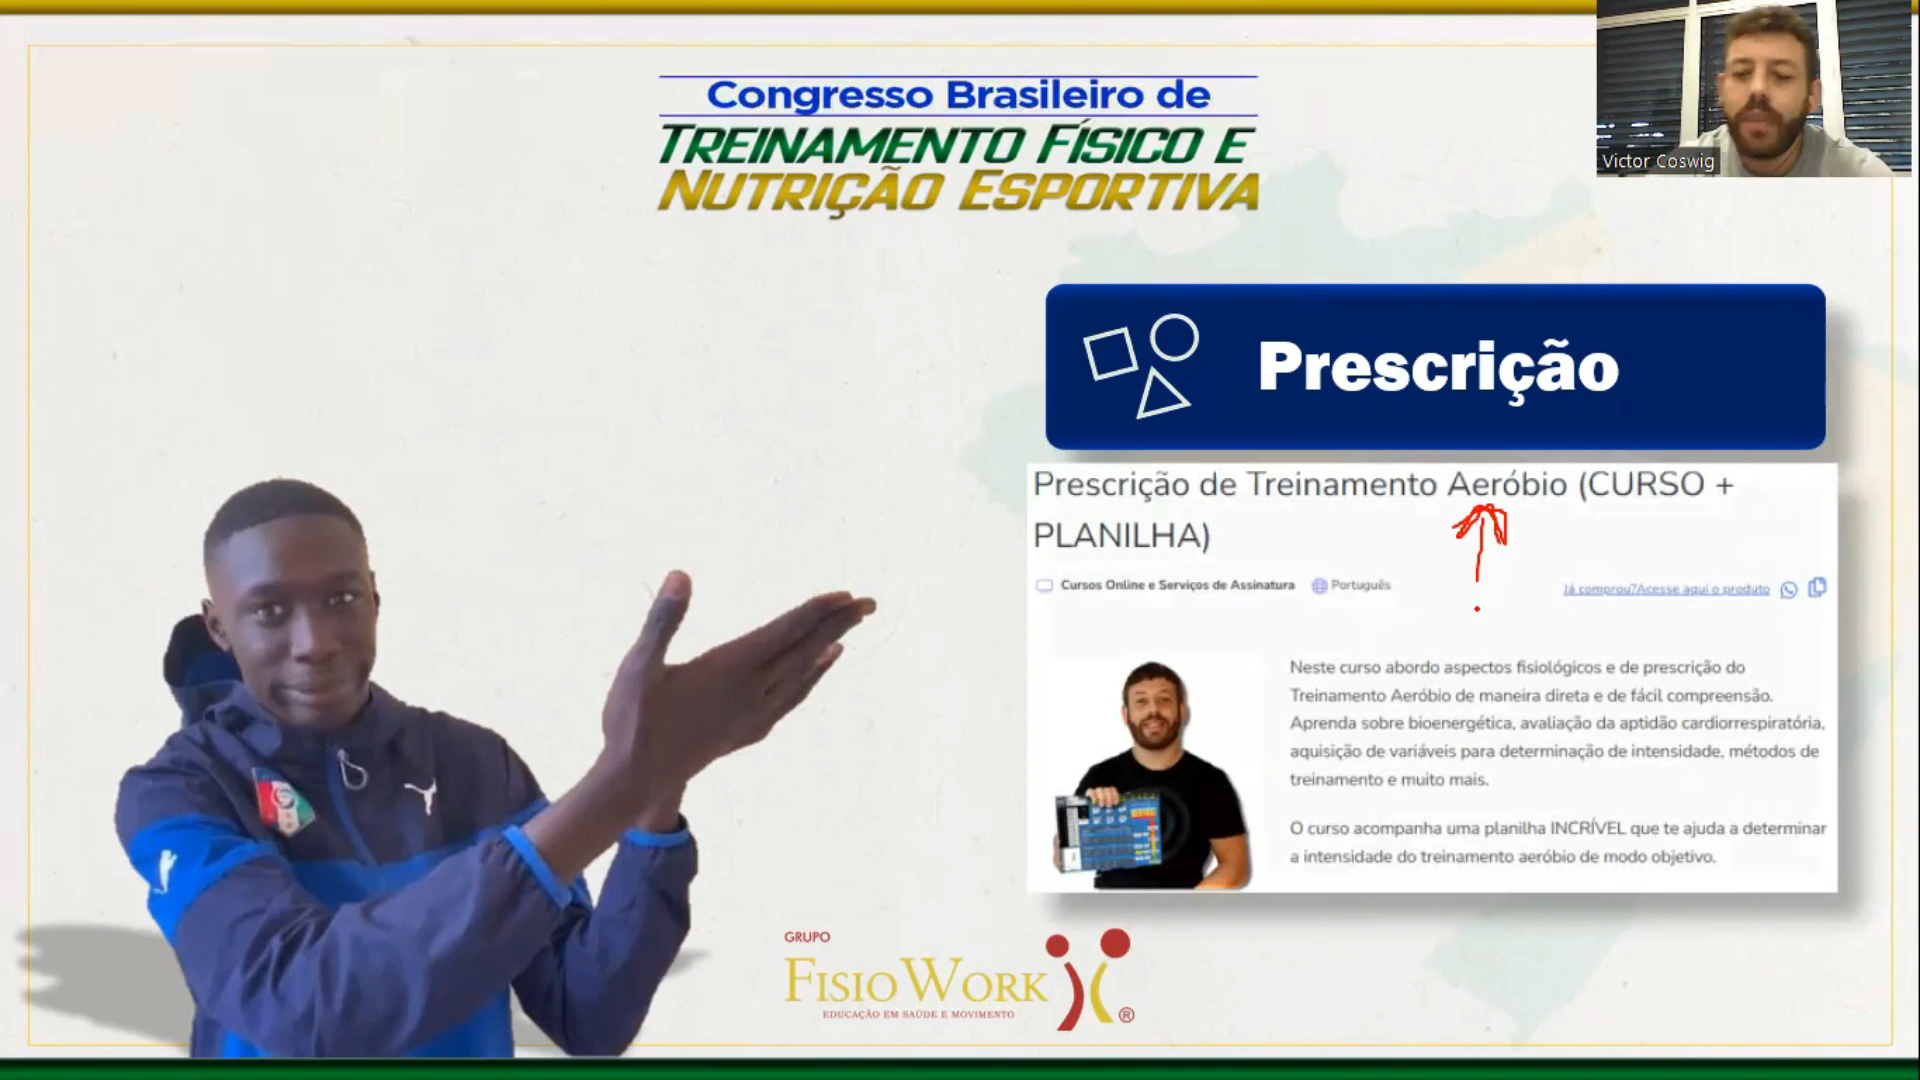 Congresso Brasileiro de
TREINAMENTO FÍSICO E
NUTRIÇÃO ESPORTIVA
Victor Coswig
Prescrição
Prescrição de Treinamento Aeróbio (CURSO +
PLANILHA)
Cursos Online e Serviços de Assinatura
Português
Já comprou?Acesse aqui o produto
Neste curso abordo aspectos fisiológicos e de prescrição do
Treinamento Aeróbio de maneira direta e de fácil compreensão.
Aprenda sobre bioenergética, avaliação da aptidão cardiorrespiratória,
aquisição de variáveis para determinação de intensidade, métodos de
treinamento e muito mais.
O curso acompanha uma planilha INCRÍVEL que te ajuda a determinar
a intensidade do treinamento aeróbio de modo objetivo.
GRUPO
FISIOWORK
EDUCAÇÃO EM SAÚDE E MOVIMENTO
®